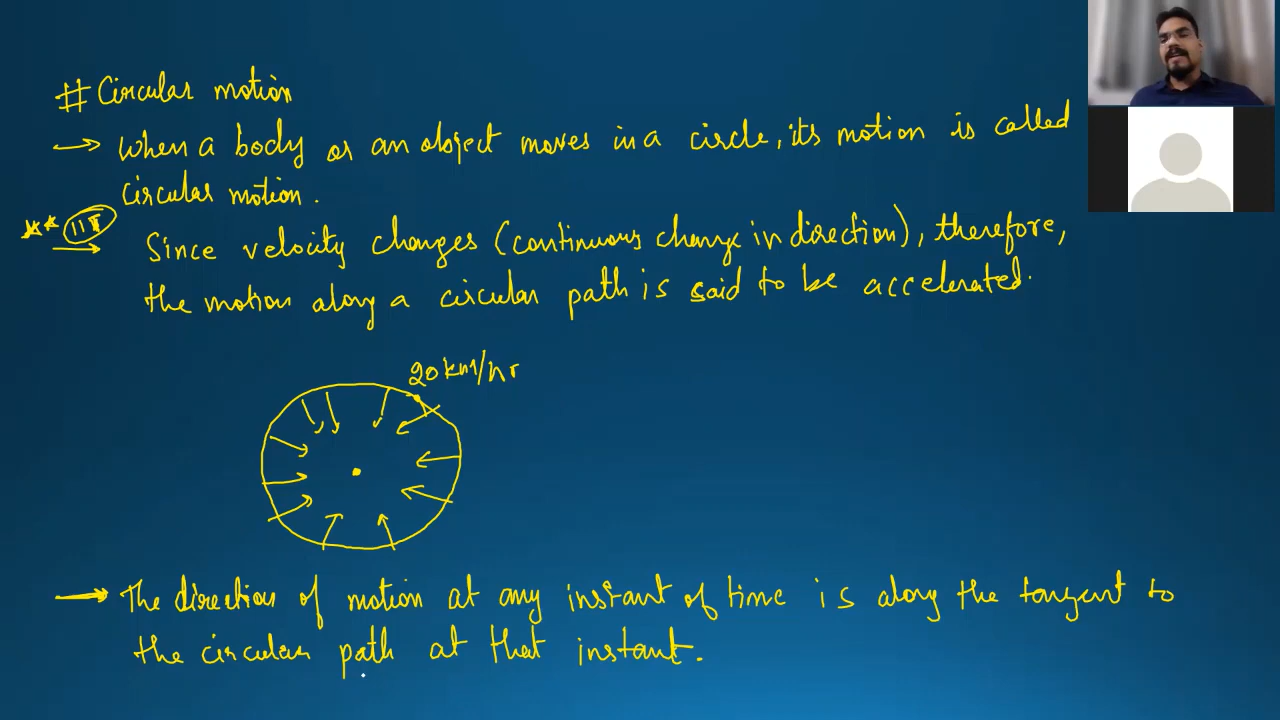 # Circular motion
→ When a body or an object moves in a circle, its motion is called
circular motion.
** IIT
→ Since velocity changes (continuous change in direction), therefore,
the motion along a circular path is said to be accelerated.
20 km/hr
→ The direction of motion at any instant of time is along the tangent to
the circular path at that instant.